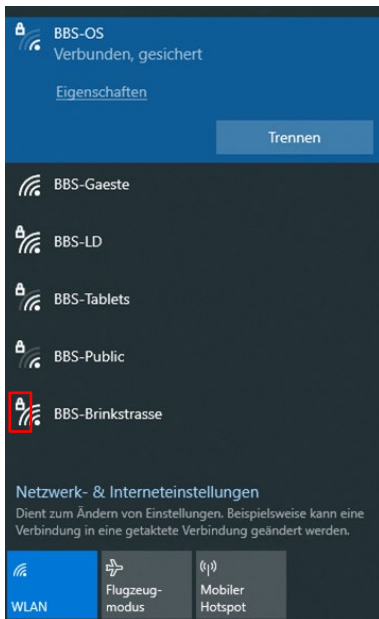 BBS-OS
Verbunden, gesichert
Eigenschaften
Trennen
BBS-Gaeste
BBS-LD
BBS-Tablets
BBS-Public
BBS-Brinkstrasse
Netzwerk- & Interneteinstellungen
Dient zum Ändern von Einstellungen. Beispielsweise kann eine
Verbindung in eine getaktete Verbindung geändert werden.
WLAN
Flugzeug-
modus
Mobiler
Hotspot